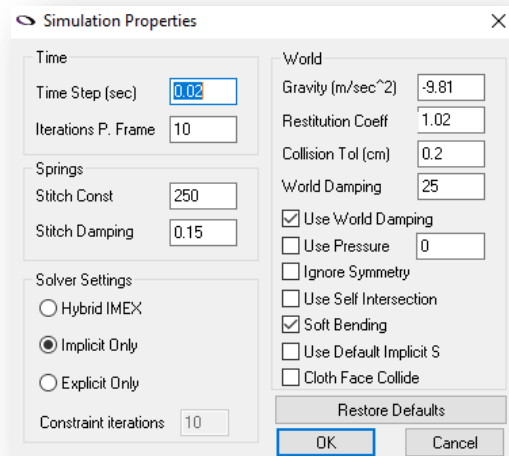 Simulation Properties
Time
Time Step (sec) 0.02
Iterations P. Frame 10
Springs
Stitch Const 250
Stitch Damping 0.15
Solver Settings
Hybrid IMEX
Implicit Only
Explicit Only
Constraint iterations 10
World
Gravity (m/sec^2) -9.81
Restitution Coeff 1.02
Collision Tol (cm) 0.2
World Damping 25
Use World Damping
Use Pressure 0
Ignore Symmetry
Use Self Intersection
Soft Bending
Use Default Implicit S
Cloth Face Collide
Restore Defaults
OK Cancel